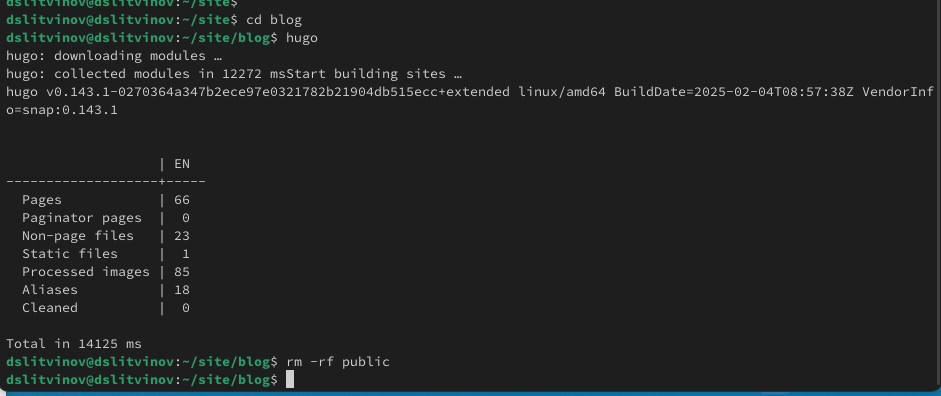 dslitvinov@dslitvinov:~/site$
dslitvinov@dslitvinov:~/site$ cd blog
dslitvinov@dslitvinov:~/site/blog$ hugo
hugo: downloading modules …
hugo: collected modules in 12272 msStart building sites …
hugo v0.143.1-0270364a347b2ece97e0321782b21904db515ecc+extended linux/amd64 BuildDate=2025-02-04T08:57:38Z VendorInf
o=snap:0.143.1
                   | EN
-------------------+-----
  Pages            | 66
  Paginator pages  |  0
  Non-page files   | 23
  Static files     |  1
  Processed images | 85
  Aliases          | 18
  Cleaned          |  0
Total in 14125 ms
dslitvinov@dslitvinov:~/site/blog$ rm -rf public
dslitvinov@dslitvinov:~/site/blog$